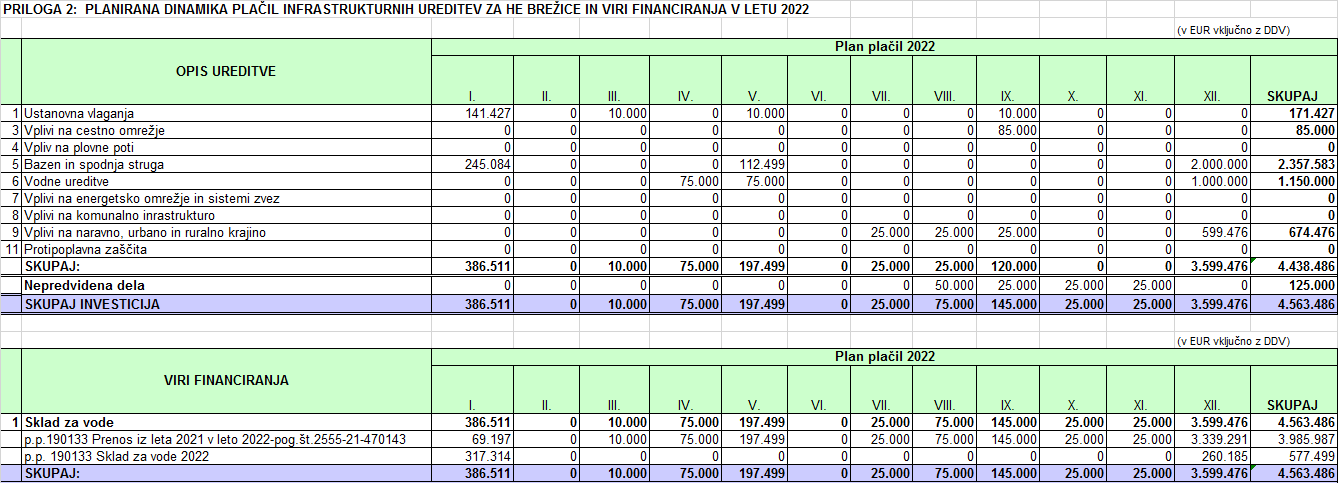 PRILOGA 2: PLANIRANA DINAMIKA PLAČIL INFRASTRUKTURNIH UREDITEV ZA HE BREŽICE IN VIRI FINANCIRANJA V LETU 2022
(v EUR vključno z DDV)
OPIS UREDITVE Plan plačil 2022
I. II. III. IV. V. VI. VII. VIII. IX. X. XI. XII. SKUPAJ
1 Ustanovna vlaganja 141.427 0 10.000 0 10.000 0 0 0 10.000 0 0 0 171.427
3 Vplivi na cestno omrežje 0 0 0 0 0 0 0 0 85.000 0 0 0 85.000
4 Vpliv na plovne poti 0 0 0 0 0 0 0 0 0 0 0 0 0
5 Bazen in spodnja struga 245.084 0 0 0 112.499 0 0 0 0 0 0 2.000.000 2.357.583
6 Vodne ureditve 0 0 0 75.000 75.000 0 0 0 0 0 0 1.000.000 1.150.000
7 Vplivi na energetsko omrežje in sistemi zvez 0 0 0 0 0 0 0 0 0 0 0 0 0
8 Vplivi na komunalno inrastrukturo 0 0 0 0 0 0 0 0 0 0 0 0 0
9 Vplivi na naravno, urbano in ruralno krajino 0 0 0 0 0 0 25.000 25.000 25.000 0 0 599.476 674.476
11 Protipoplavna zaščita 0 0 0 0 0 0 0 0 0 0 0 0 0
SKUPAJ: 386.511 0 10.000 75.000 197.499 0 25.000 25.000 120.000 0 0 3.599.476 4.438.486
Nepredvidena dela 0 0 0 0 0 0 0 50.000 25.000 25.000 25.000 0 125.000
SKUPAJ INVESTICIJA 386.511 0 10.000 75.000 197.499 0 25.000 75.000 145.000 25.000 25.000 3.599.476 4.563.486
(v EUR vključno z DDV)
VIRI FINANCIRANJA Plan plačil 2022
I. II. III. IV. V. VI. VII. VIII. IX. X. XI. XII. SKUPAJ
1 Sklad za vode 386.511 0 10.000 75.000 197.499 0 25.000 75.000 145.000 25.000 25.000 3.599.476 4.563.486
p.p.190133 Prenos iz leta 2021 v leto 2022-pog.št.2555-21-470143 69.197 0 10.000 75.000 197.499 0 25.000 75.000 145.000 25.000 25.000 3.339.291 3.985.987
p.p. 190133 Sklad za vode 2022 317.314 0 0 0 0 0 0 0 0 0 0 260.185 577.499
SKUPAJ: 386.511 0 10.000 75.000 197.499 0 25.000 75.000 145.000 25.000 25.000 3.599.476 4.563.486